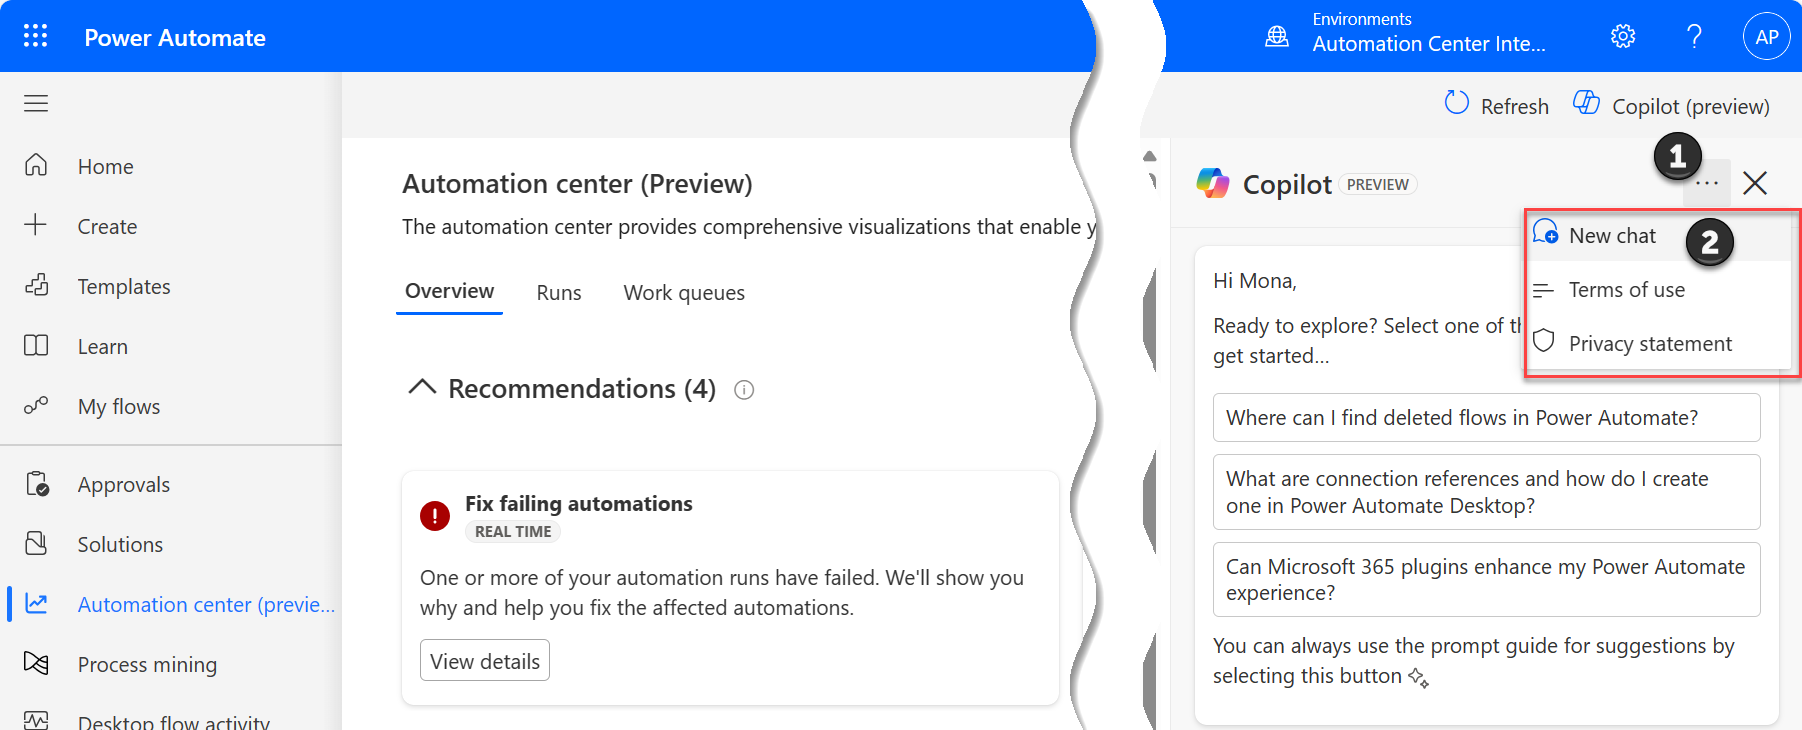 Power Automate
Environments
Automation Center Inte...
AP
Refresh
Copilot (preview)
Home
Create
Templates
Learn
My flows
Approvals
Solutions
Automation center (previe...
Process mining
Desktop flow activity
Automation center (Preview)
The automation center provides comprehensive visualizations that enable y
Overview
Runs
Work queues
Recommendations (4)
Fix failing automations
REAL TIME
One or more of your automation runs have failed. We'll show you
why and help you fix the affected automations.
View details
1
Copilot
PREVIEW
...
New chat
2
Terms of use
Privacy statement
Hi Mona,
Ready to explore? Select one of th
get started...
Where can I find deleted flows in Power Automate?
What are connection references and how do I create
one in Power Automate Desktop?
Can Microsoft 365 plugins enhance my Power Automate
experience?
You can always use the prompt guide for suggestions by
selecting this button